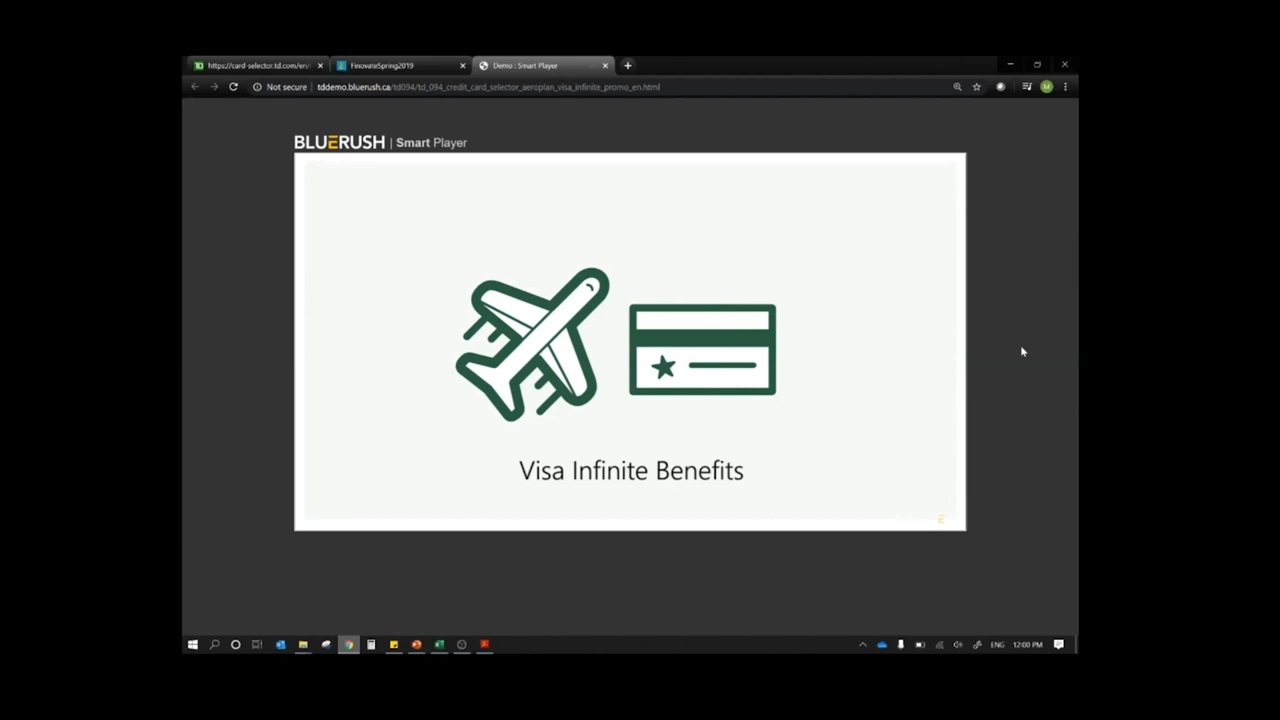 https://card-selector.td.com/en/
FinovateSpring2019
Demo : Smart Player
Not secure
tddemo.bluerush.ca/td094/td_094_credit_card_selector_aeroplan_visa_infinite_promo_en.html
M
BLUERUSH | Smart Player
Visa Infinite Benefits
ENG
12:00 PM